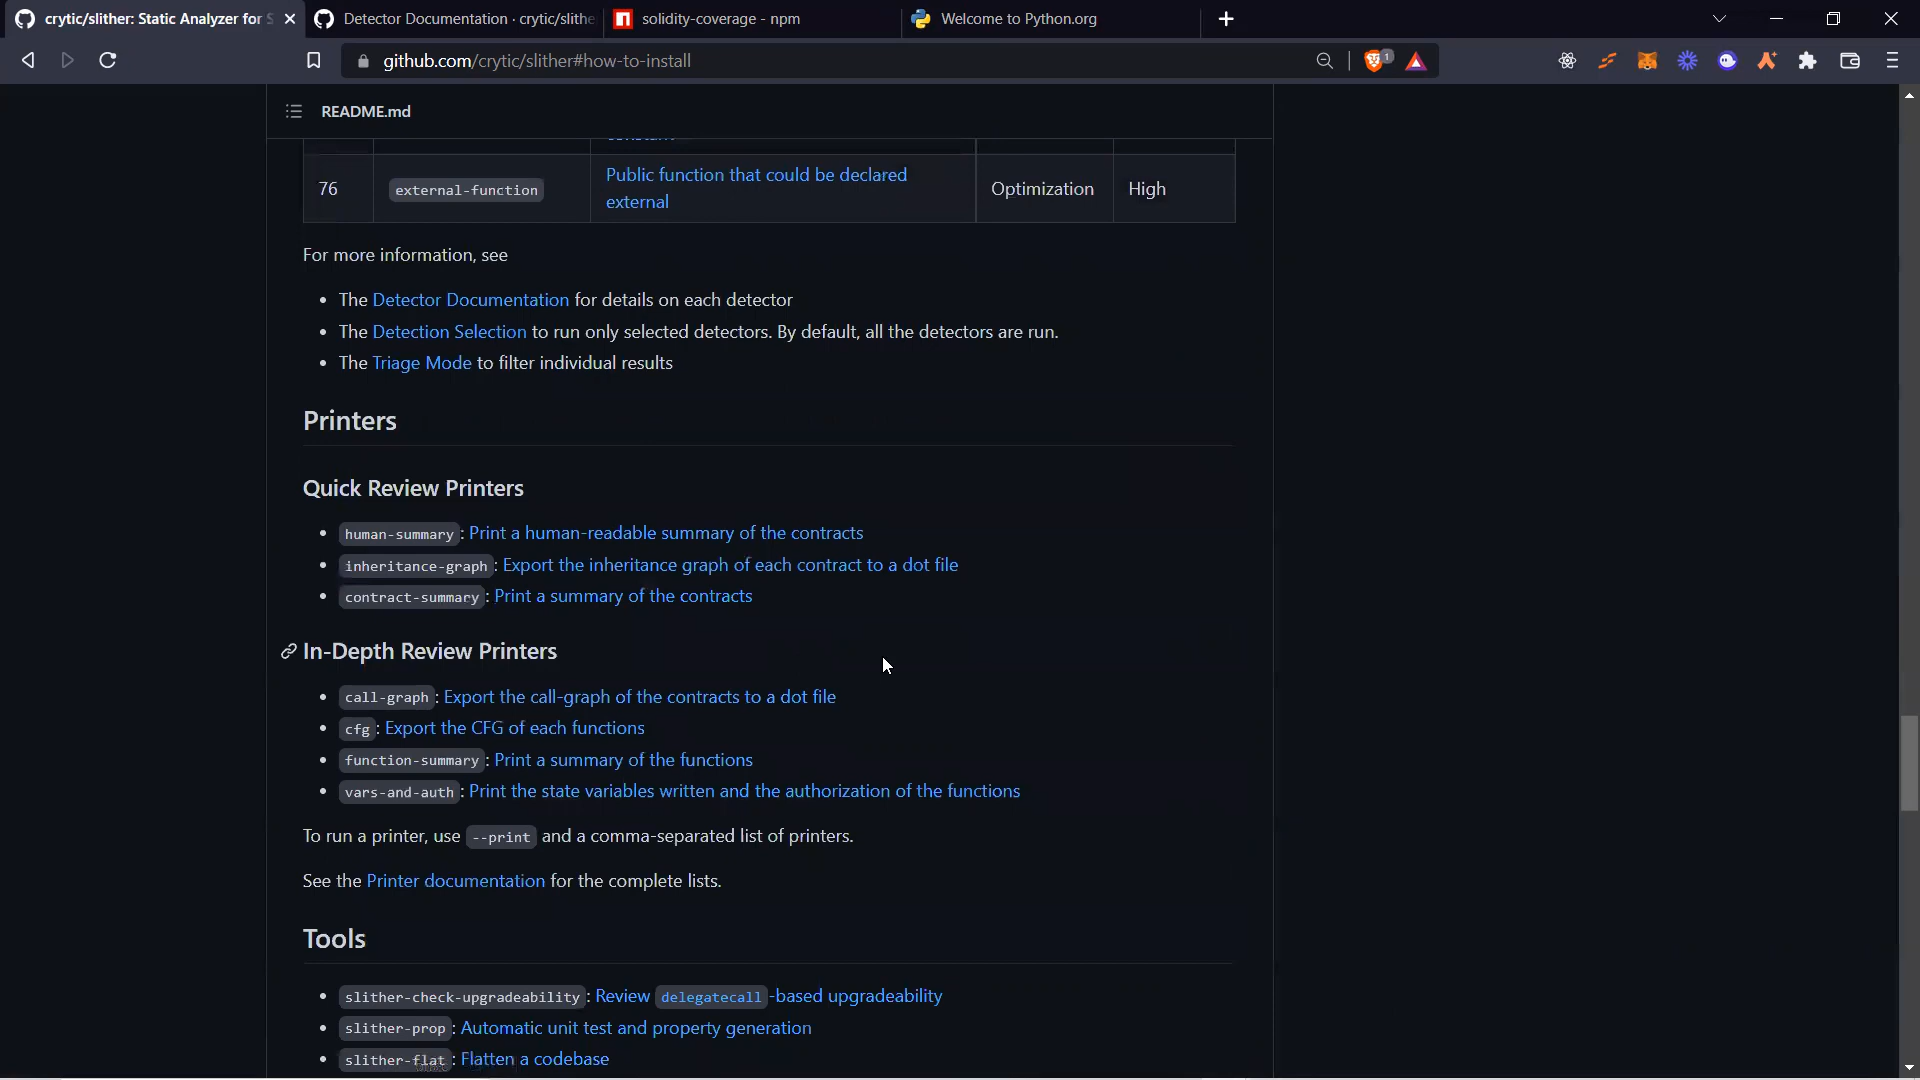 crytic/slither: Static Analyzer for S
Detector Documentation · crytic/slithe
solidity-coverage - npm
Welcome to Python.org
github.com/crytic/slither#how-to-install
1
README.md
76
external-function
Public function that could be declared
external
Optimization
High
For more information, see
• The Detector Documentation for details on each detector
• The Detection Selection to run only selected detectors. By default, all the detectors are run.
• The Triage Mode to filter individual results
Printers
Quick Review Printers
• human-summary: Print a human-readable summary of the contracts
• inheritance-graph: Export the inheritance graph of each contract to a dot file
• contract-summary: Print a summary of the contracts
In-Depth Review Printers
• call-graph: Export the call-graph of the contracts to a dot file
• cfg: Export the CFG of each functions
• function-summary: Print a summary of the functions
• vars-and-auth: Print the state variables written and the authorization of the functions
To run a printer, use --print and a comma-separated list of printers.
See the Printer documentation for the complete lists.
Tools
• slither-check-upgradeability: Review delegatecall-based upgradeability
• slither-prop: Automatic unit test and property generation
• slither-flat: Flatten a codebase